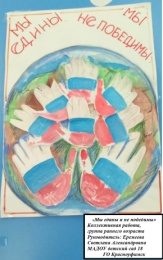 мы едины
мы
не победимы
«Мы едины и не победимы»
Коллективная работа,
группа раннего возраста
Руководитель: Еремеева
Светлана Александровна
МАДОУ детский сад 18
ГО Красноуфимск